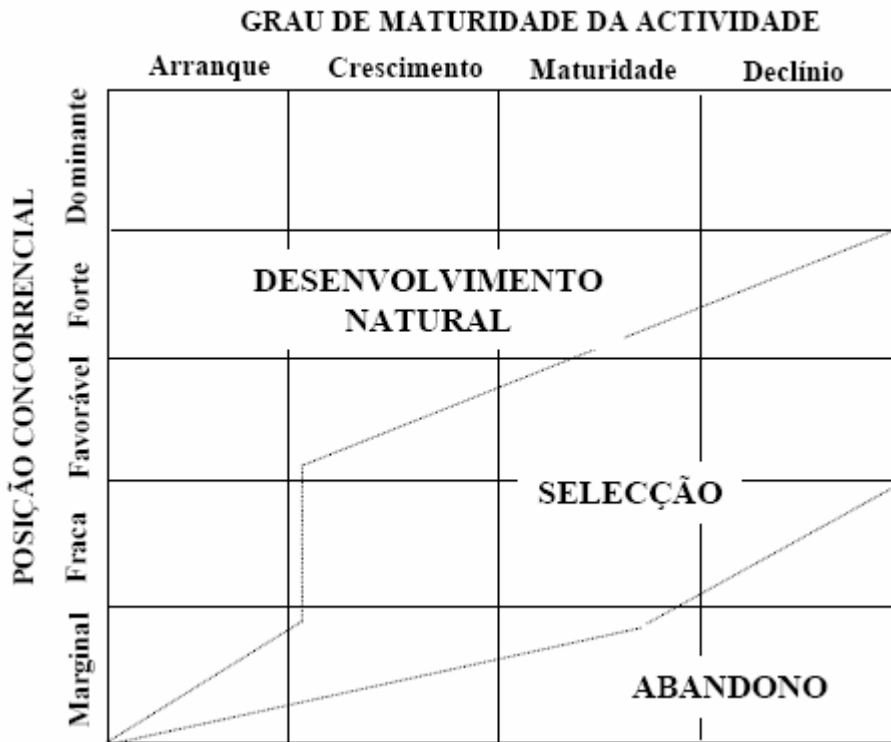 GRAU DE MATURIDADE DA ACTIVIDADE
Arranque Crescimento Maturidade Declínio
POSIÇÃO CONCORRENCIAL
Dominante
Forte
Favorável
Fraca
Marginal
DESENVOLVIMENTO
NATURAL
SELECÇÃO
ABANDONO